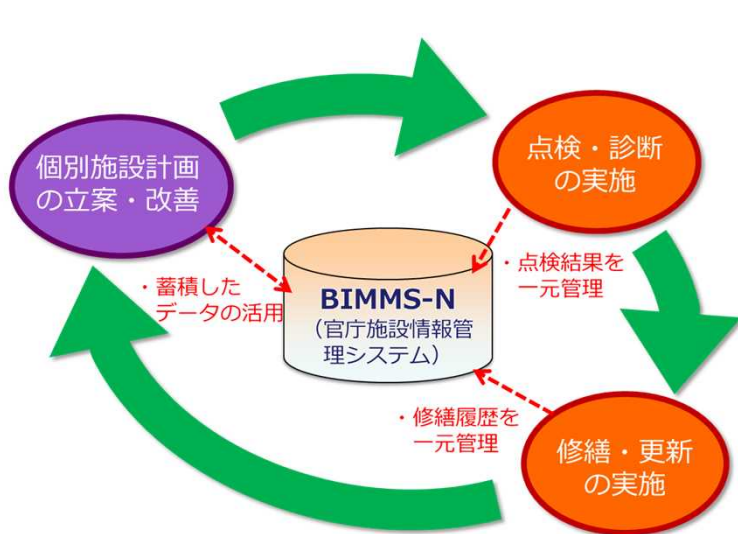 個別施設計画
の立案・改善
点検・診断
の実施
・蓄積した
データの活用
BIMMS-N
(官庁施設情報管
理システム)
・点検結果を
一元管理
・修繕履歴を
一元管理
修繕・更新
の実施